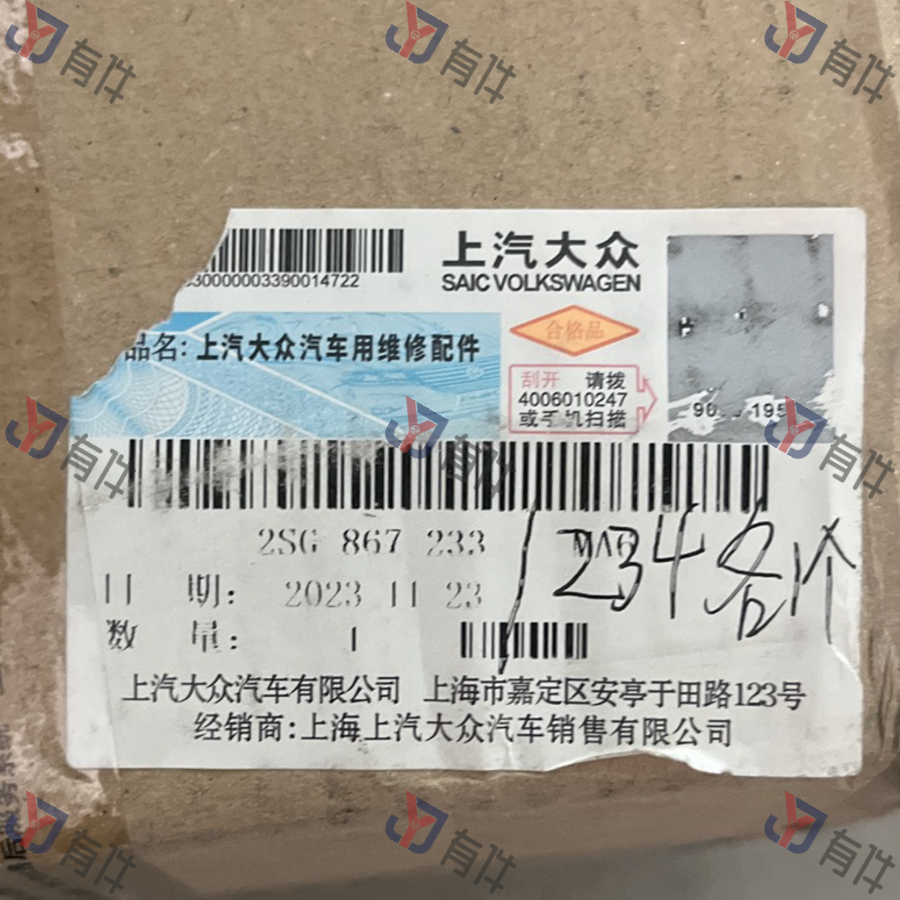 上汽大众
SAIC VOLKSWAGEN
30000003390014722
合格品
品名: 上汽大众汽车用维修配件
刮开 请拨
4006010247
或手机扫描
2SG 867 233
1234各1个
日 期: 2023 11 23
数 量: 1
上汽大众汽车有限公司 上海市嘉定区安亭于田路123号
经销商:上海上汽大众汽车销售有限公司
有件